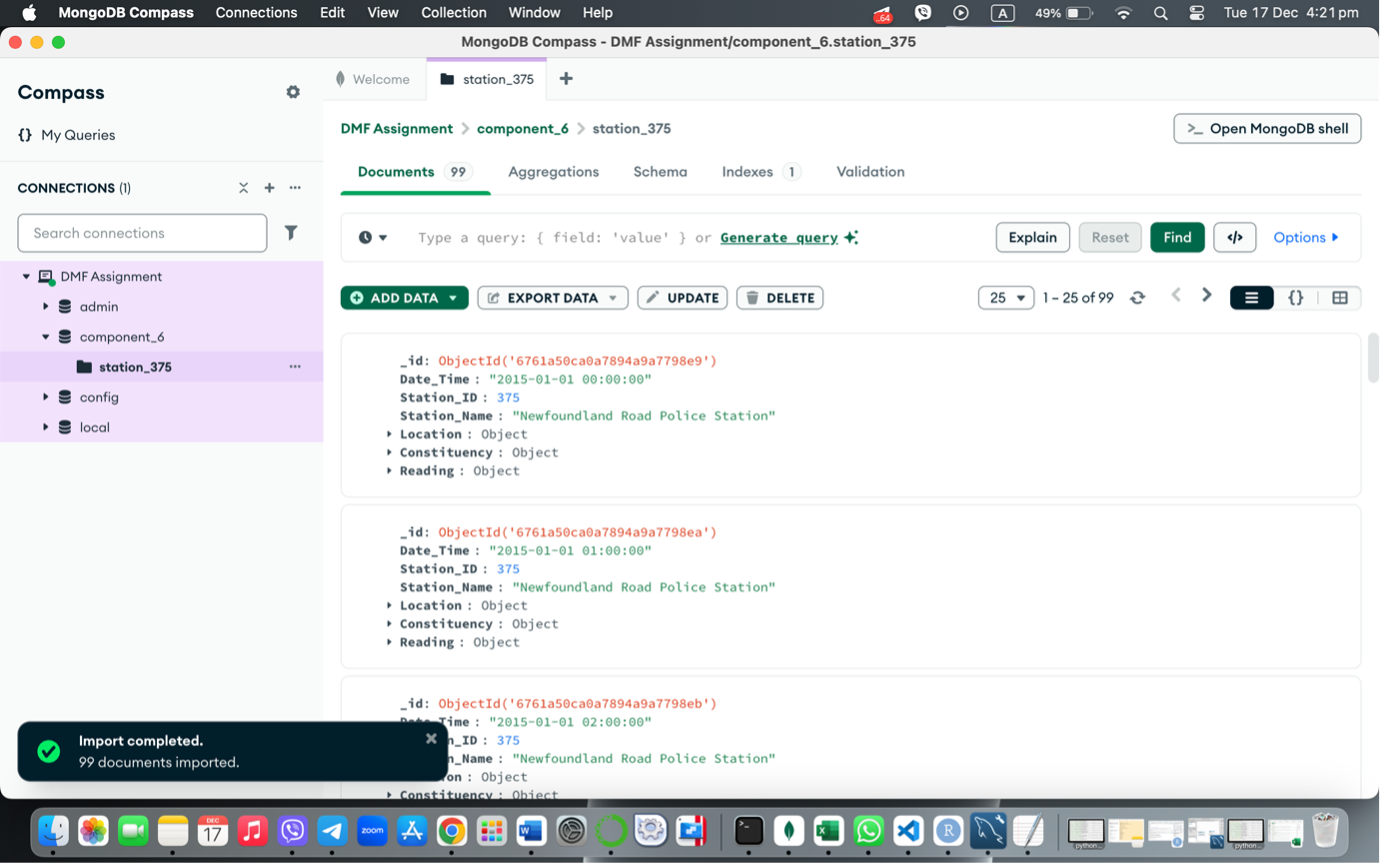 MongoDB Compass Connections Edit View Collection Window Help 64 A 49% Tue 17 Dec 4:21 pm
MongoDB Compass - DMF Assignment/component_6.station_375
Compass
{} My Queries
CONNECTIONS (1)
Search connections
DMF Assignment
admin
component_6
station_375
config
local
Welcome station_375
DMF Assignment > component_6 > station_375
>_ Open MongoDB shell
Documents 99 Aggregations Schema Indexes 1 Validation
Type a query: { field: 'value' } or Generate query Explain Reset Find </> Options
ADD DATA EXPORT DATA UPDATE DELETE 25 1 – 25 of 99 {}
_id: ObjectId('6761a50ca0a7894a9a7798e9')
Date_Time : "2015-01-01 00:00:00"
Station_ID : 375
Station_Name : "Newfoundland Road Police Station"
Location : Object
Constituency : Object
Reading : Object
_id: ObjectId('6761a50ca0a7894a9a7798ea')
Date_Time : "2015-01-01 01:00:00"
Station_ID : 375
Station_Name : "Newfoundland Road Police Station"
Location : Object
Constituency : Object
Reading : Object
_id: ObjectId('6761a50ca0a7894a9a7798eb')
Date_Time : "2015-01-01 02:00:00"
n_ID : 375
n_Name : "Newfoundland Road Police Station"
on : Object
Constituency : Object
Import completed.
99 documents imported.
DEC
17
zoom
W
X
R
python
python